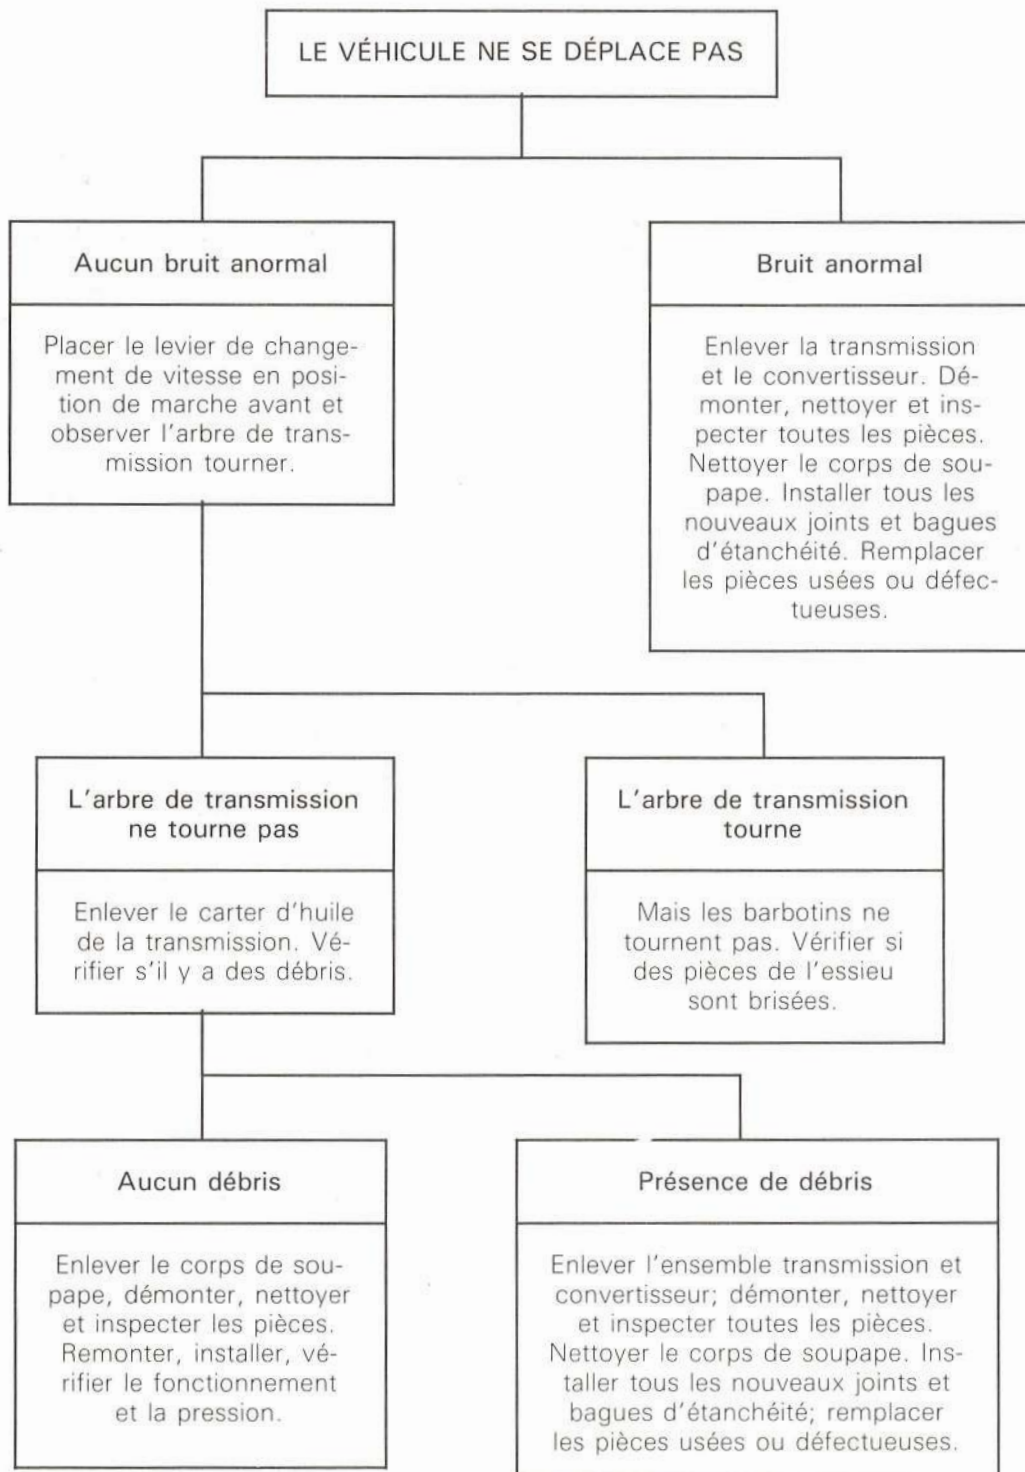 LE VÉHICULE NE SE DÉPLACE PAS
Aucun bruit anormal
Placer le levier de change-
ment de vitesse en posi-
tion de marche avant et
observer l'arbre de trans-
mission tourner.
Bruit anormal
Enlever la transmission
et le convertisseur. Dé-
monter, nettoyer et ins-
pecter toutes les pièces.
Nettoyer le corps de sou-
pape. Installer tous les
nouveaux joints et bagues
d'étanchéité. Remplacer
les pièces usées ou défec-
tueuses.
L'arbre de transmission
ne tourne pas
Enlever le carter d'huile
de la transmission. Vé-
rifier s'il y a des débris.
L'arbre de transmission
tourne
Mais les barbotins ne
tournent pas. Vérifier si
des pièces de l'essieu
sont brisées.
Aucun débris
Enlever le corps de sou-
pape, démonter, nettoyer
et inspecter les pièces.
Remonter, installer, vé-
rifier le fonctionnement
et la pression.
Présence de débris
Enlever l'ensemble transmission et
convertisseur; démonter, nettoyer
et inspecter toutes les pièces.
Nettoyer le corps de soupape. Ins-
taller tous les nouveaux joints et
bagues d'étanchéité; remplacer
les pièces usées ou défectueuses.